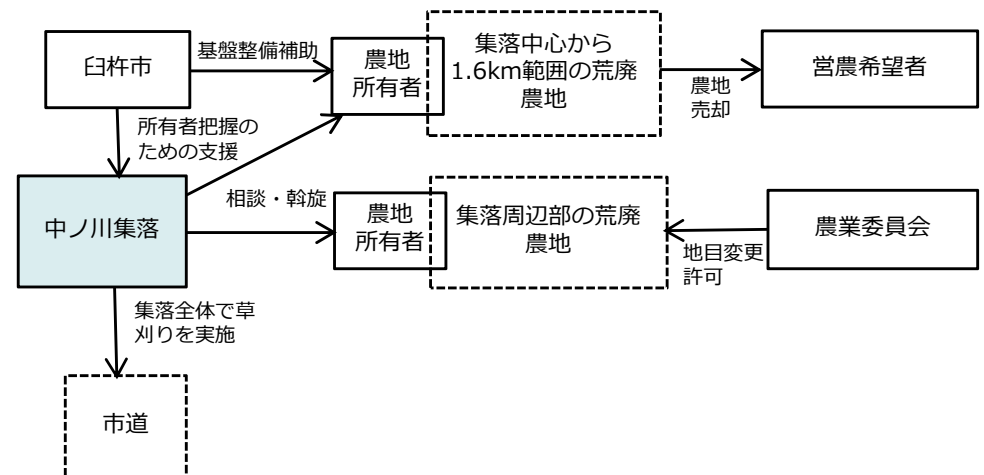 臼杵市
基盤整備補助
農地
所有者
集落中心から
1.6km範囲の荒廃
農地
農地
売却
営農希望者
所有者把握の
ための支援
中ノ川集落
相談・斡旋
農地
所有者
集落周辺部の荒廃
農地
地目変更
許可
農業委員会
集落全体で草
刈りを実施
市道